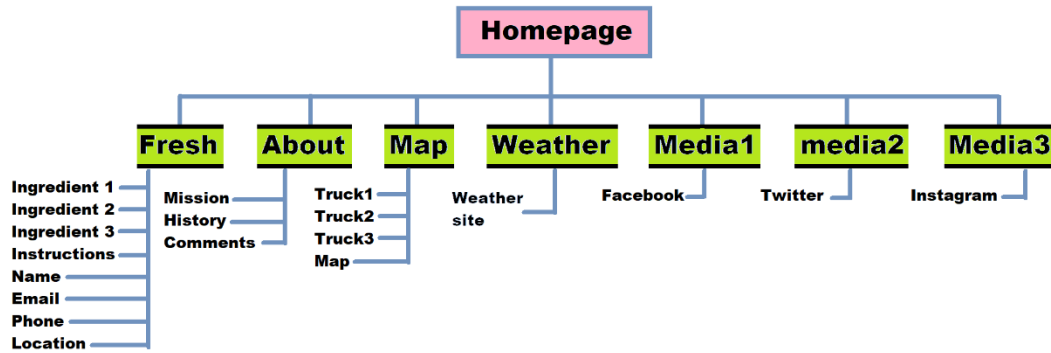 Homepage
Fresh
About
Map
Weather
Media1
media2
Media3
Ingredient 1
Ingredient 2
Ingredient 3
Instructions
Name
Email
Phone
Location
Mission
History
Comments
Truck1
Truck2
Truck3
Map
Weather
site
Facebook
Twitter
Instagram